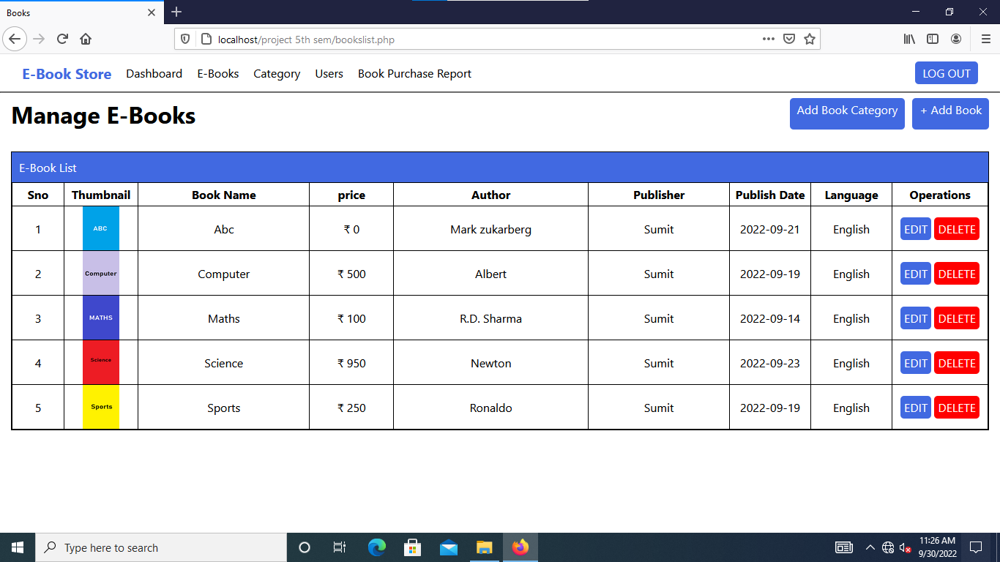 Books
localhost/project 5th sem/bookslist.php
E-Book Store Dashboard E-Books Category Users Book Purchase Report LOG OUT
Manage E-Books Add Book Category + Add Book
E-Book List
Sno Thumbnail Book Name price Author Publisher Publish Date Language Operations
1 ABC Abc ₹ 0 Mark zukarberg Sumit 2022-09-21 English EDIT DELETE
2 Computer Computer ₹ 500 Albert Sumit 2022-09-19 English EDIT DELETE
3 MATHS Maths ₹ 100 R.D. Sharma Sumit 2022-09-14 English EDIT DELETE
4 Science Science ₹ 950 Newton Sumit 2022-09-23 English EDIT DELETE
5 Sports Sports ₹ 250 Ronaldo Sumit 2022-09-19 English EDIT DELETE
Type here to search
11:26 AM
9/30/2022